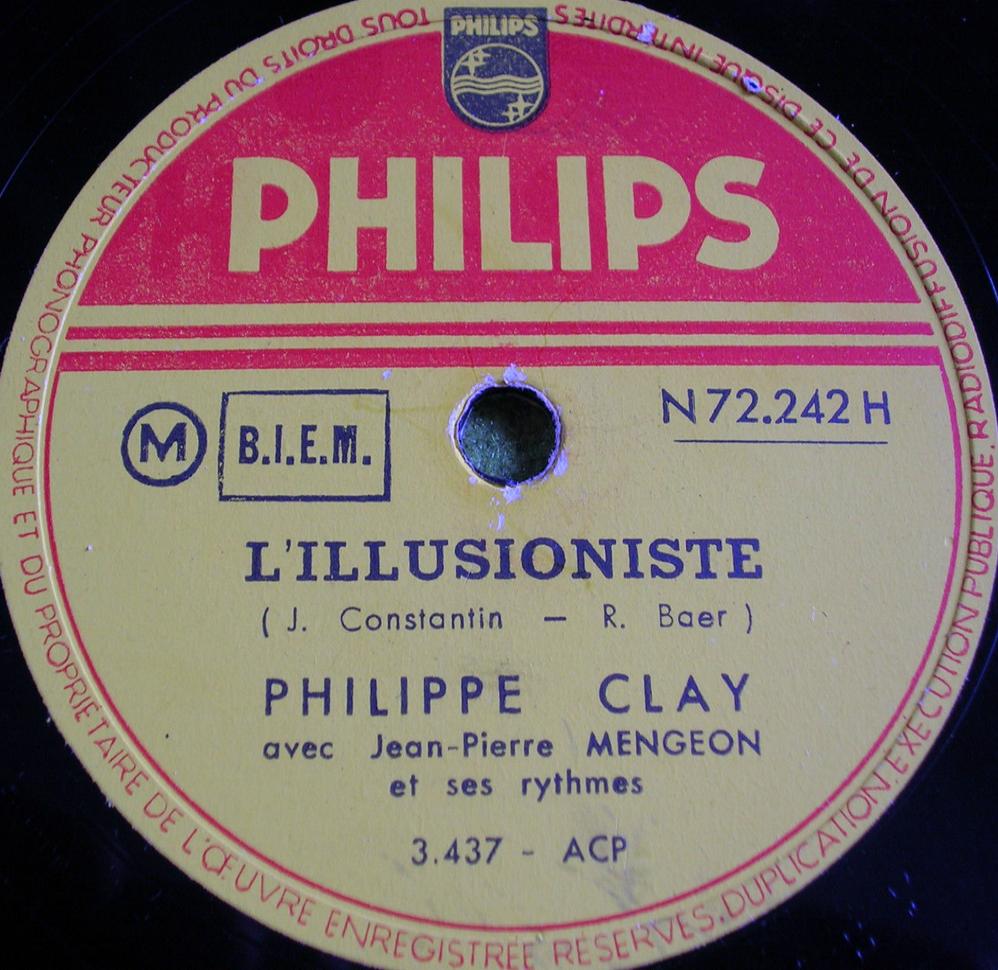 PHILIPS
PHILIPS
M
B.I.E.M.
N 72.242 H
L'ILLUSIONISTE
( J. Constantin — R. Baer )
PHILIPPE CLAY
avec Jean-Pierre MENGEON
et ses rythmes
3.437 - ACP
TOUS DROITS DU PRODUCTEUR PHONOGRAPHIQUE ET DU PROPRIÉTAIRE DE L'ŒUVRE ENREGISTRÉE RÉSERVÉS. DUPLICATION. EXÉCUTION PUBLIQUE. RADIODIFFUSION DE CE DISQUE INTERDITES